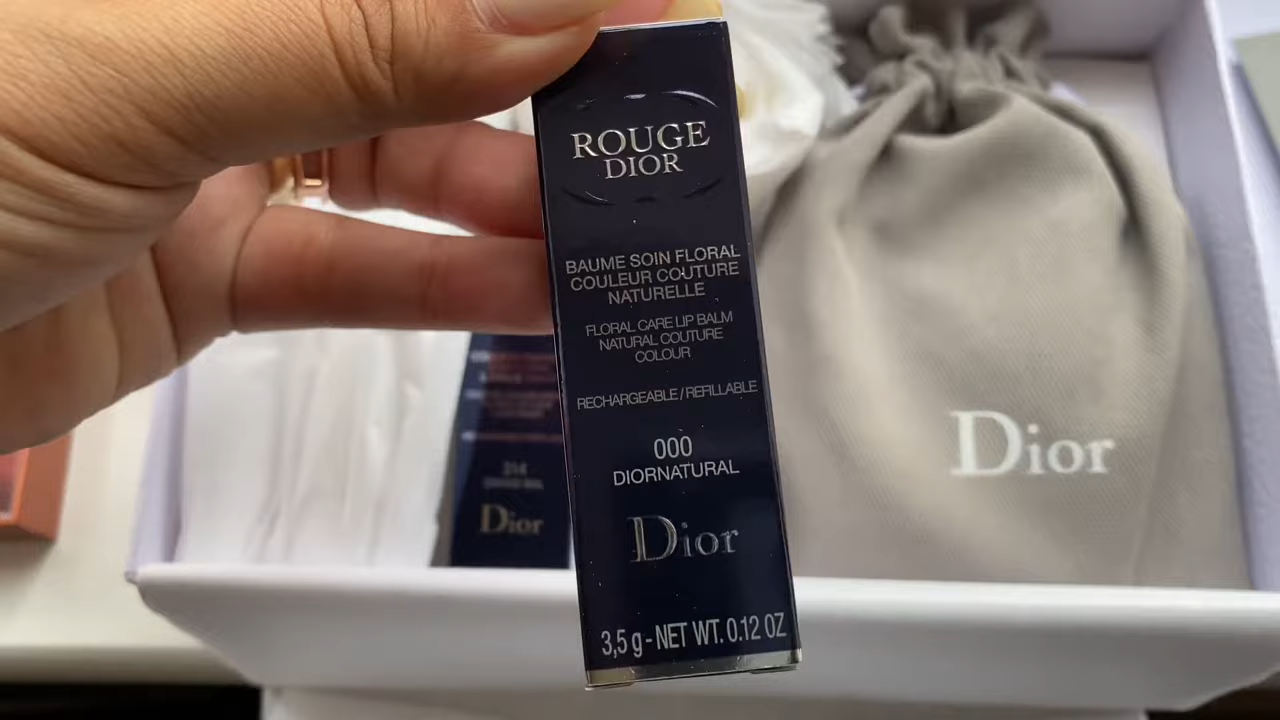 ROUGE
DIOR
BAUME SOIN FLORAL
COULEUR COUTURE
NATURELLE
FLORAL CARE LIP BALM
NATURAL COUTURE
COLOUR
RECHARGEABLE / REFILLABLE
000
DIORNATURAL
Dior
3,5 g - NET WT. 0.12 OZ
Dior
314
Dior